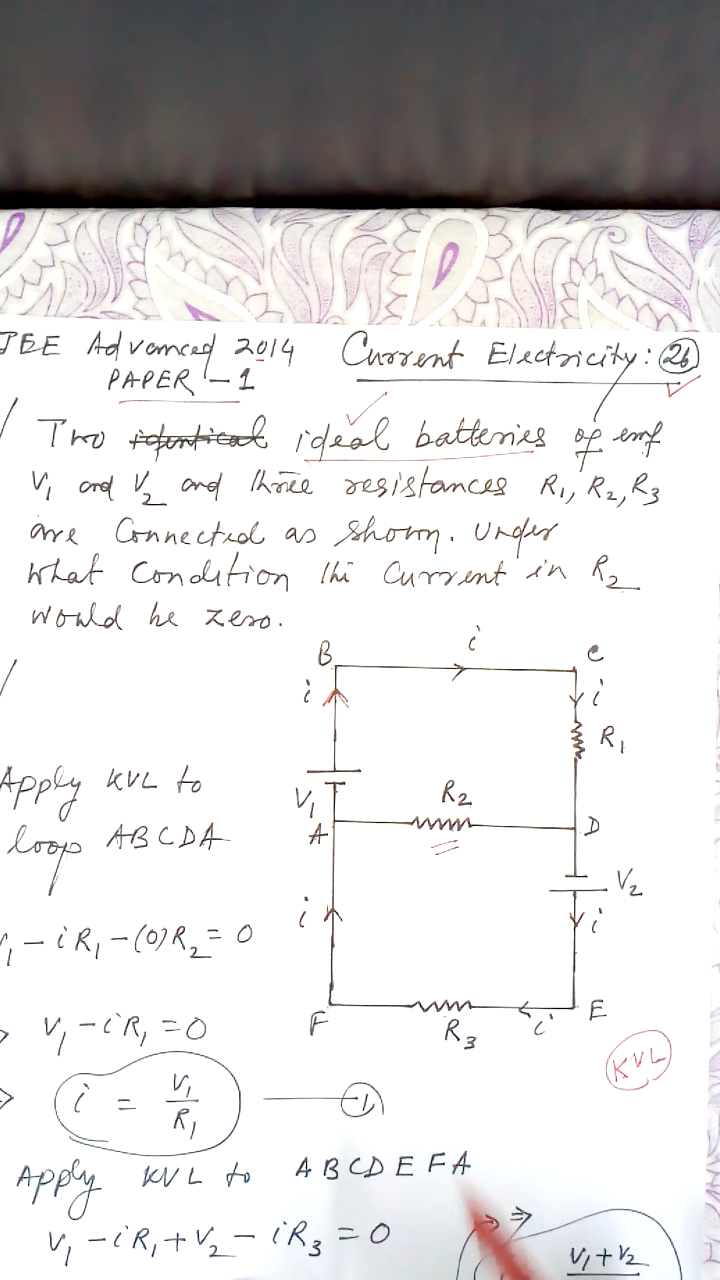 JEE Advanced 2014 Current Electricity: 26
PAPER-1
Two identical ideal batteries of emf
V₁ and V₂ and three resistances R₁, R₂, R₃
are Connected as shown. Under
what Condition the Current in R₂
would be zero.
B i C
i i
R₁
Apply KVL to
V₁ R₂
loop ABCDA A D
V₂
i i
V₁ - iR₁ - (0)R₂ = 0
F R₃ i E
V₁ - iR₁ = 0
KVL
⇒ i = V₁/R₁ ——— 1
Apply KVL to ABCDEFA
V₁ - iR₁ + V₂ - iR₃ = 0
⇒ V₁+V₂